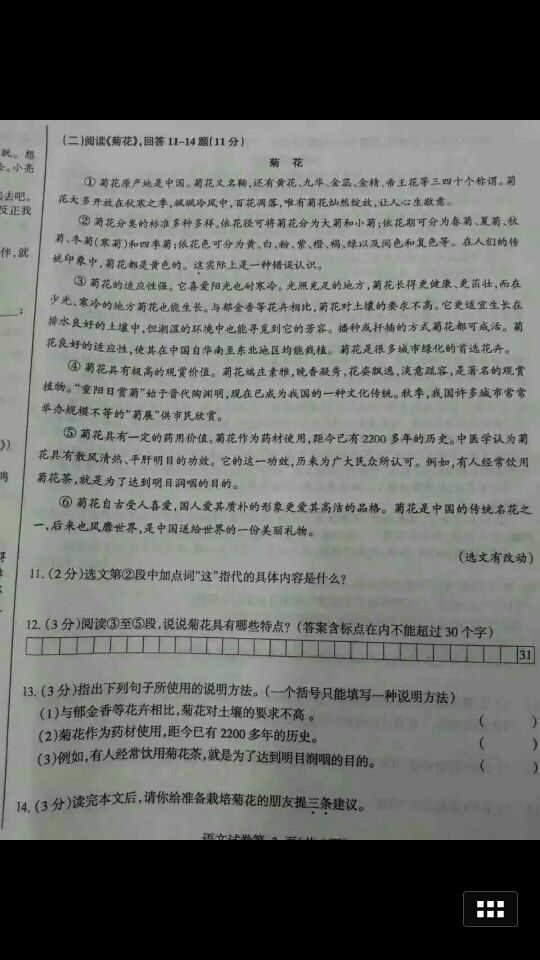 玩。想
去。小亮
起去吧。
反正我
伴,就
;
》)
鸣
得
(二)阅读《菊花》,回答11-14题(11分)
菊 花
① 菊花原产地是中国。菊花又名鞠,还有黄花、九华、金蕊、金精、帝王花等三四十个称谓。菊
花大多开放在秋寒之季,飒飒冷风中,百花凋落,唯有菊花灿然绽放,让人心生敬意。
② 菊花分类的标准多种多样。依花径可将菊花分为大菊和小菊;依花期可分为春菊、夏菊、秋
菊、冬菊(寒菊)和四季菊;依花色可分为黄、白、粉、紫、橙、褐、绿以及间色和复色等。在人们的传
统印象中,菊花都是黄色的。这实际上是一种错误认识。
③ 菊花的适应性强。它喜爱阳光也耐寒冷。光照充足的地方,菊花长得更健康、更茁壮,而在
少光、寒冷的地方菊花也能生长。与郁金香等花卉相比,菊花对土壤的要求不高。它更适宜生长在
排水良好的土壤中,但潮湿的环境中也能寻觅到它的芳容。播种或扦插的方式菊花都可成活。菊
花良好的适应性,使其在中国自华南至东北地区均能栽植。菊花是很多城市绿化的首选花卉。
④ 菊花具有极高的观赏价值。菊花端庄素雅,晚香凝秀,花姿飘逸,淡意疏容,是著名的观赏
植物。“重阳日赏菊”始于晋代陶渊明,现在已成为我国的一种文化传统。秋季,我国许多城市常常
举办规模不等的“菊展”供市民欣赏。
⑤ 菊花具有一定的药用价值。菊花作为药材使用,距今已有2200多年的历史。中医学认为菊
花具有散风清热、平肝明目的功效。它的这一功效,历来为广大民众所认可。例如,有人经常饮用
菊花茶,就是为了达到明目润咽的目的。
⑥ 菊花自古受人喜爱,国人爱其质朴的形象更爱其高洁的品格。菊花是中国的传统名花之
一,后来也风靡世界,是中国送给世界的一份美丽礼物。
(选文有改动)
11.(2分)选文第②段中加点词“这”指代的具体内容是什么?
12.(3分)阅读③至⑤段,说说菊花具有哪些特点?(答案含标点在内不能超过30个字)
31
13.(3分)指出下列句子所使用的说明方法。(一个括号只能填写一种说明方法)
(1)与郁金香等花卉相比,菊花对土壤的要求不高。 ( )
(2)菊花作为药材使用,距今已有2200多年的历史。 ( )
(3)例如,有人经常饮用菊花茶,就是为了达到明目润咽的目的。 ( )
14.(3分)读完本文后,请你给准备栽培菊花的朋友提三条建议。
语文试卷第